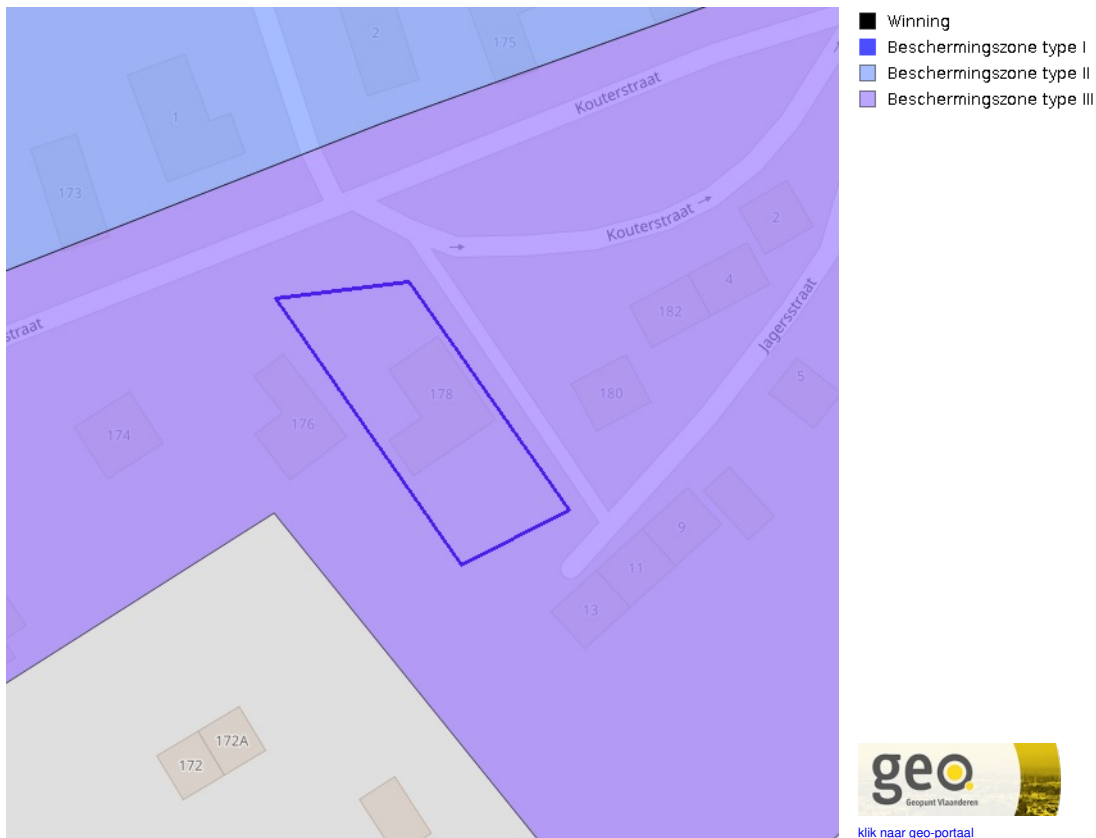 Winning
Beschermingszone type I
Beschermingszone type II
Beschermingszone type III
2
175
1
173
Kouterstraat
Kouterstraat
2
4
182
straat
Jagersstraat
5
180
178
176
174
9
11
13
172A
172
geo.
Geopunt Vlaanderen
klik naar geo-portaal